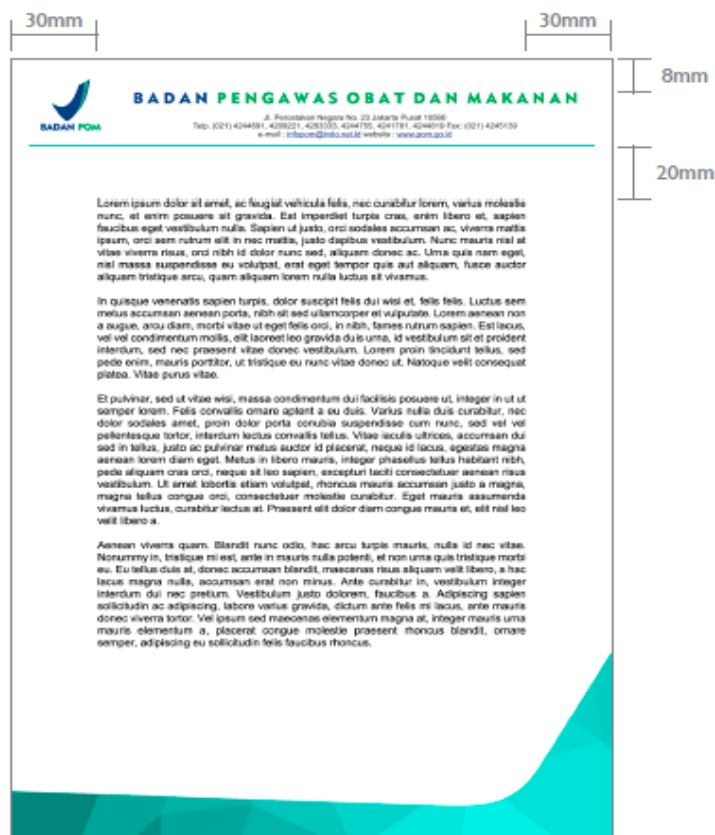 30mm
30mm
8mm
20mm
BADAN POM
BADAN PENGAWAS OBAT DAN MAKANAN
Jl. Percetakan Negara No. 23 Jakarta Pusat 10560
Telp. (021) 4244691, 4209221, 4263333, 4244755, 4241781, 4244819 Fax: (021) 4245139
e-mail : infopom@indo.net.id website : www.pom.go.id
Lorem ipsum dolor sit amet, ac feugiat vehicula felis, nec curabitur lorem, varius molestie
nunc, et enim posuere sit gravida. Est imperdiet turpis cras, enim libero et, sapien
faucibus eget vestibulum nulla. Sapien ut justo, orci sodales accumsan ac, viverra mattis
ipsum, orci sem rutrum elit in nec mattis, justo dapibus vestibulum. Nunc mauris nisl at
vitae viverra risus, orci nibh id dolor nunc sed, aliquam donec ac. Urna quis nam eget,
nisl massa suspendisse eu volutpat, erat eget tempor quis aut aliquam, fusce auctor
aliquam tristique arcu, quam aliquam lorem nulla luctus sit vivamus.
In quisque venenatis sapien turpis, dolor suscipit felis dui wisi et, felis felis. Luctus sem
metus accumsan aenean porta, nibh sit sed ullamcorper et vulputate. Lorem aenean non
a augue, arcu diam, morbi vitae ut eget felis orci, in nibh, fames rutrum sapien. Est lacus,
vel vel condimentum mollis, elit laoreet leo gravida duis urna, id vestibulum sit et proident
interdum, sed nec praesent vitae donec vestibulum. Lorem proin tincidunt tellus, sed
pede enim, mauris porttitor, ut tristique eu nunc vitae donec ut. Natoque velit consequat
platea. Vitae purus vitae.
Et pulvinar, sed ut vitae wisi, massa condimentum dui facilisis posuere ut, integer in ut ut
semper lorem. Felis convallis ornare aptent a eu duis. Varius nulla duis curabitur, nec
dolor sodales amet, proin dolor porta conubia suspendisse cum nunc, sed vel vel
pellentesque tortor, interdum lectus convallis tellus. Vitae iaculis ultrices, accumsan dui
sed in tellus, justo ac pulvinar metus auctor id placerat, neque id lacus, egestas magna
aenean lorem diam eget. Metus in libero mauris, integer phasellus tellus habitant nibh,
pede aliquam cras orci, neque sit leo sapien, excepturi taciti consectetuer aenean risus
vestibulum. Ut amet lobortis etiam volutpat, rhoncus mauris accumsan justo a magna,
magna tellus congue orci, consectetuer molestie curabitur. Eget mauris assumenda
vivamus luctus, curabitur lectus at. Praesent elit dolor diam congue mauris et, elit nisl leo
velit libero a.
Aenean viverra quam. Blandit nunc odio, hac arcu turpis mauris, nulla id nec vitae.
Nonummy in, tristique mi est, ante in mauris nulla potenti, et non urna quis tristique morbi
eu. Eu tellus duis at, donec accumsan blandit, maecenas risus aliquam velit libero, a hac
lacus magna nulla, accumsan erat non minus. Ante curabitur in, vestibulum integer
interdum dui nec pretium. Vestibulum justo dolorem, faucibus a. Adipiscing sapien
sollicitudin ac adipiscing, labore varius gravida, dictum ante felis mi lacus, ante mauris
donec viverra tortor. Vel ipsum sed maecenas elementum magna at, integer mauris urna
mauris elementum a, placerat congue molestie praesent rhoncus blandit, ornare
semper, adipiscing eu sollicitudin felis faucibus rhoncus.